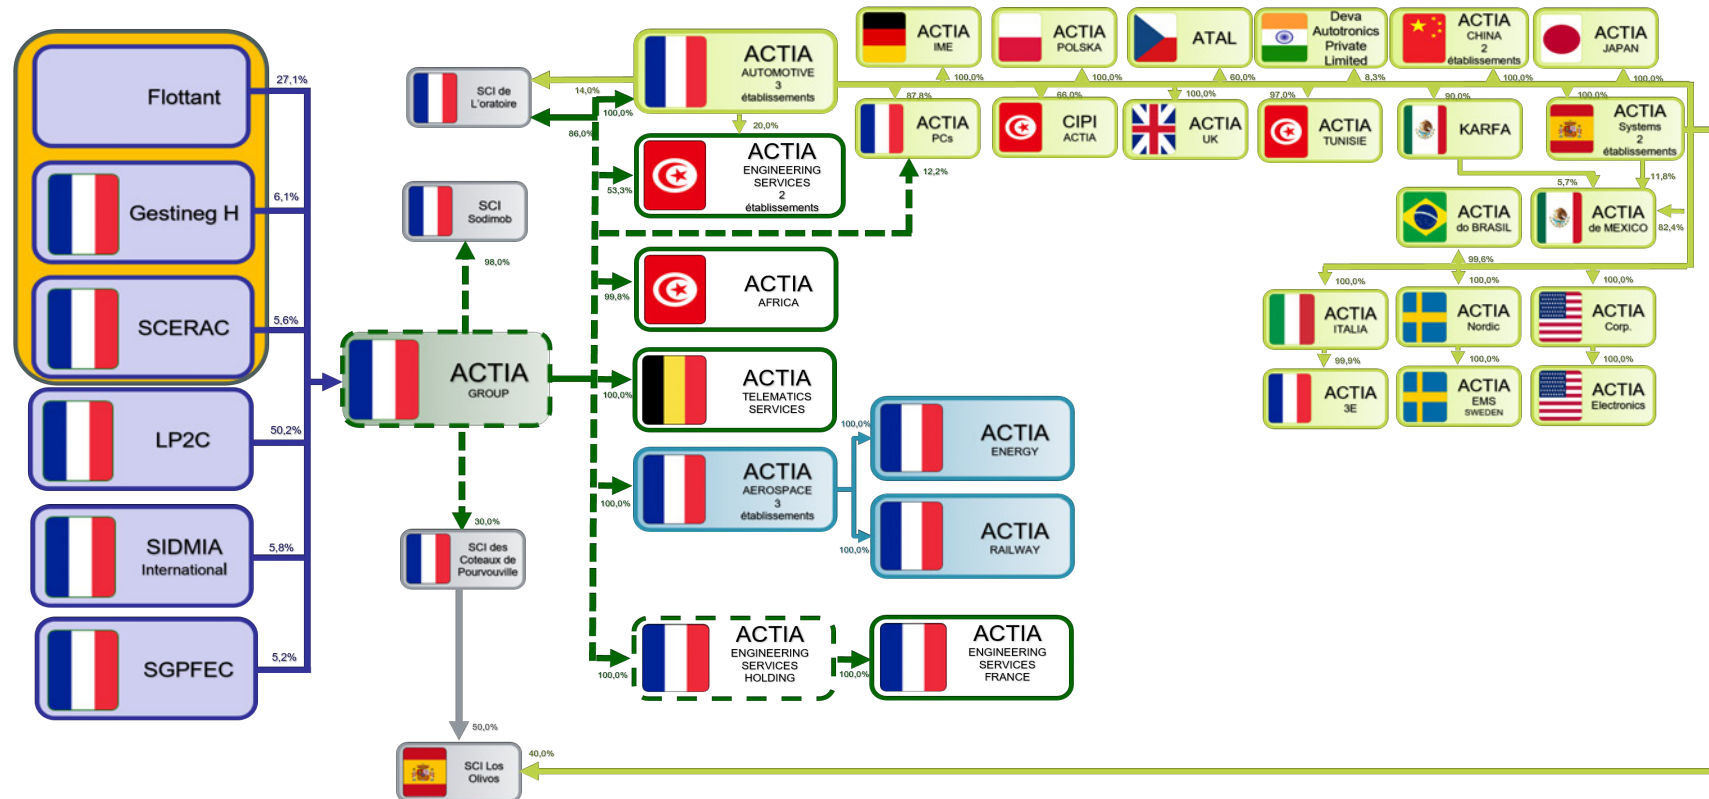 Flottant
27,1%
Gestineg H
6,1%
SCERAC
5,6%
LP2C
50,2%
SIDMIA
International
5,8%
SGPFEC
5,2%
ACTIA
GROUP
SCI de
L'oratoire
14,0%
86,0%
SCI
Sodimob
98,0%
30,0%
SCI des
Coteaux de
Pourvouville
50,0%
SCI Los
Olivos
40,0%
ACTIA
AUTOMOTIVE
3
établissements
100,0%
20,0%
ACTIA
ENGINEERING
SERVICES
2
établissements
53,3%
12,2%
ACTIA
AFRICA
99,8%
ACTIA
TELEMATICS
SERVICES
100,0%
ACTIA
AEROSPACE
3
établissements
100,0%
100,0%
ACTIA
ENERGY
100,0%
ACTIA
RAILWAY
ACTIA
ENGINEERING
SERVICES
HOLDING
100,0%
100,0%
ACTIA
ENGINEERING
SERVICES
FRANCE
ACTIA
IME
100,0%
ACTIA
POLSKA
100,0%
ATAL
60,0%
Deva
Autotronics
Private
Limited
8,3%
ACTIA
CHINA
2
établissements
100,0%
ACTIA
JAPAN
100,0%
87,8%
ACTIA
PCs
66,0%
CIPI
ACTIA
100,0%
ACTIA
UK
97,0%
ACTIA
TUNISIE
90,0%
KARFA
100,0%
ACTIA
Systems
2
établissements
5,7%
11,8%
ACTIA
do BRASIL
99,6%
ACTIA
de MEXICO
82,4%
100,0%
ACTIA
ITALIA
100,0%
ACTIA
Nordic
100,0%
ACTIA
Corp.
99,9%
ACTIA
3E
100,0%
ACTIA
EMS
SWEDEN
100,0%
ACTIA
Electronics